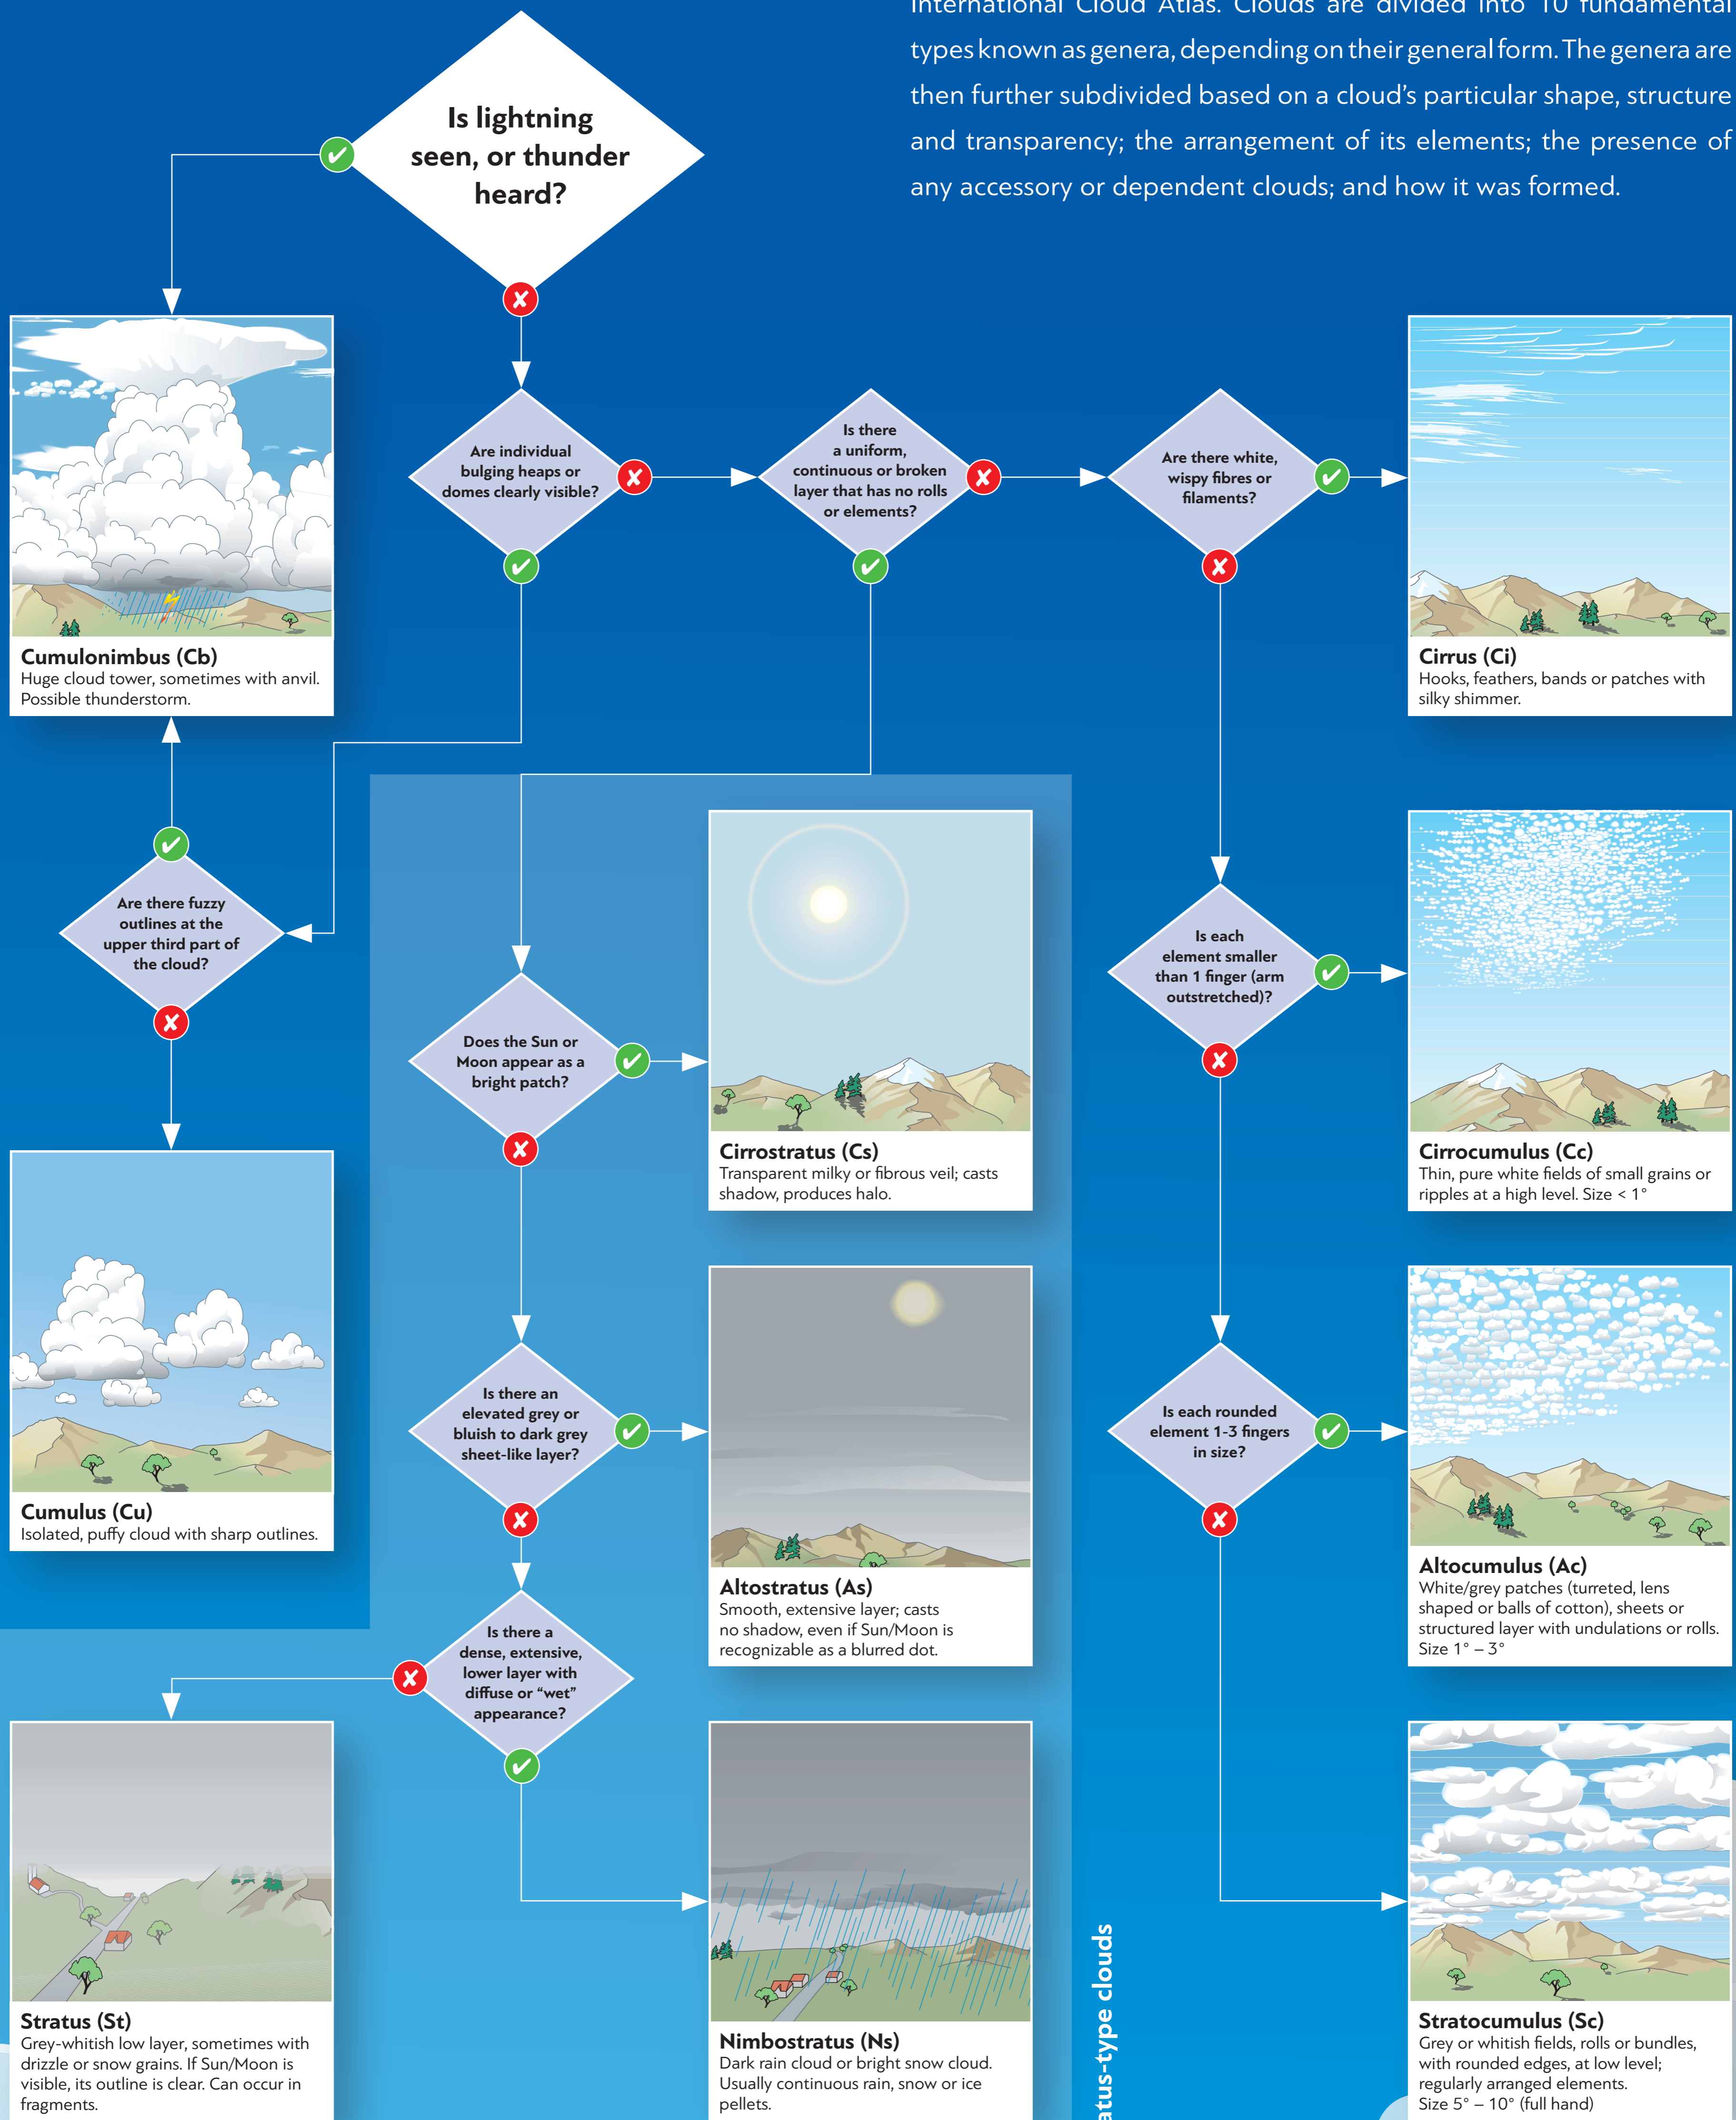 International Cloud Atlas. Clouds are divided into 10 fundamental
types known as genera, depending on their general form. The genera are
then further subdivided based on a cloud's particular shape, structure
and transparency; the arrangement of its elements; the presence of
any accessory or dependent clouds; and how it was formed.
Is lightning
seen, or thunder
heard?
Are individual
bulging heaps or
domes clearly visible?
Is there
a uniform,
continuous or broken
layer that has no rolls
or elements?
Are there white,
wispy fibres or
filaments?
Cumulonimbus (Cb)
Huge cloud tower, sometimes with anvil.
Possible thunderstorm.
Cirrus (Ci)
Hooks, feathers, bands or patches with
silky shimmer.
Are there fuzzy
outlines at the
upper third part of
the cloud?
Is each
element smaller
than 1 finger (arm
outstretched)?
Does the Sun or
Moon appear as a
bright patch?
Cirrostratus (Cs)
Transparent milky or fibrous veil; casts
shadow, produces halo.
Cirrocumulus (Cc)
Thin, pure white fields of small grains or
ripples at a high level. Size < 1°
Is there an
elevated grey or
bluish to dark grey
sheet-like layer?
Is each rounded
element 1-3 fingers
in size?
Cumulus (Cu)
Isolated, puffy cloud with sharp outlines.
Altostratus (As)
Smooth, extensive layer; casts
no shadow, even if Sun/Moon is
recognizable as a blurred dot.
Altocumulus (Ac)
White/grey patches (turreted, lens
shaped or balls of cotton), sheets or
structured layer with undulations or rolls.
Size 1° – 3°
Is there a
dense, extensive,
lower layer with
diffuse or "wet"
appearance?
Stratus (St)
Grey-whitish low layer, sometimes with
drizzle or snow grains. If Sun/Moon is
visible, its outline is clear. Can occur in
fragments.
Nimbostratus (Ns)
Dark rain cloud or bright snow cloud.
Usually continuous rain, snow or ice
pellets.
atus-type clouds
Stratocumulus (Sc)
Grey or whitish fields, rolls or bundles,
with rounded edges, at low level;
regularly arranged elements.
Size 5° – 10° (full hand)